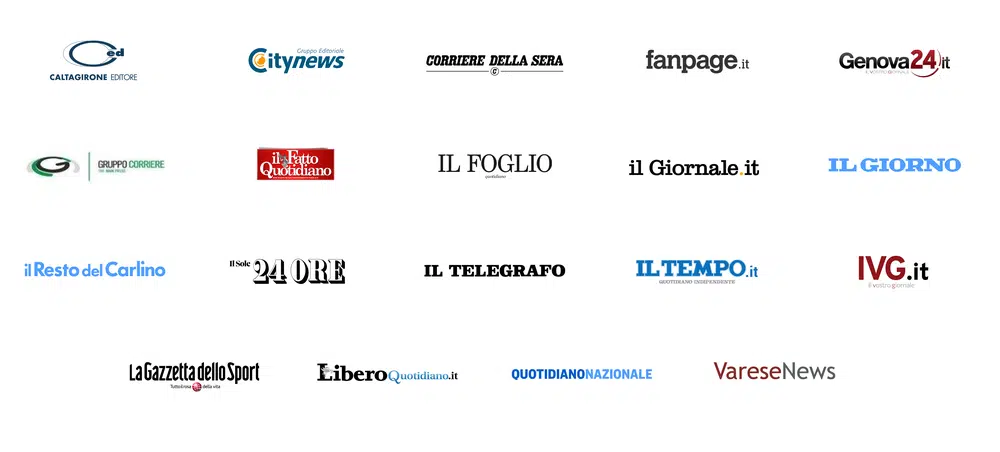 ed
CALTAGIRONE EDITORE
Gruppo Editoriale
Citynews
CORRIERE DELLA SERA
C
fanpage.it
Genova24.it
IL VOSTRO GIORNALE
GRUPPO CORRIERE
il Fatto
Quotidiano
IL FOGLIO
quotidiano
il Giornale.it
IL GIORNO
il Resto del Carlino
Il Sole
24 ORE
IL TELEGRAFO
IL TEMPO.it
QUOTIDIANO INDIPENDENTE
IVG.it
il vostro giornale
La Gazzetta dello Sport
Tutto il rosa della vita
Libero Quotidiano.it
QUOTIDIANONAZIONALE
VareseNews